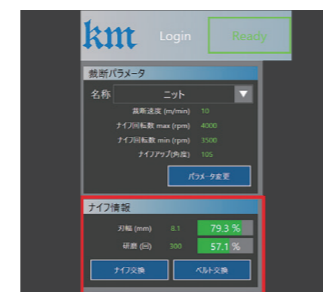 km Login Ready
裁断パラメータ
名称 ニット
裁断速度 (m/min) 10
ナイフ回転数 max (rpm) 4000
ナイフ回転数 min (rpm) 3500
ナイフアップ(角度) 105
パラメータ変更
ナイフ情報
刃幅 (mm) 8.1 79.3 %
研磨 (回) 300 57.1 %
ナイフ交換 ベルト交換